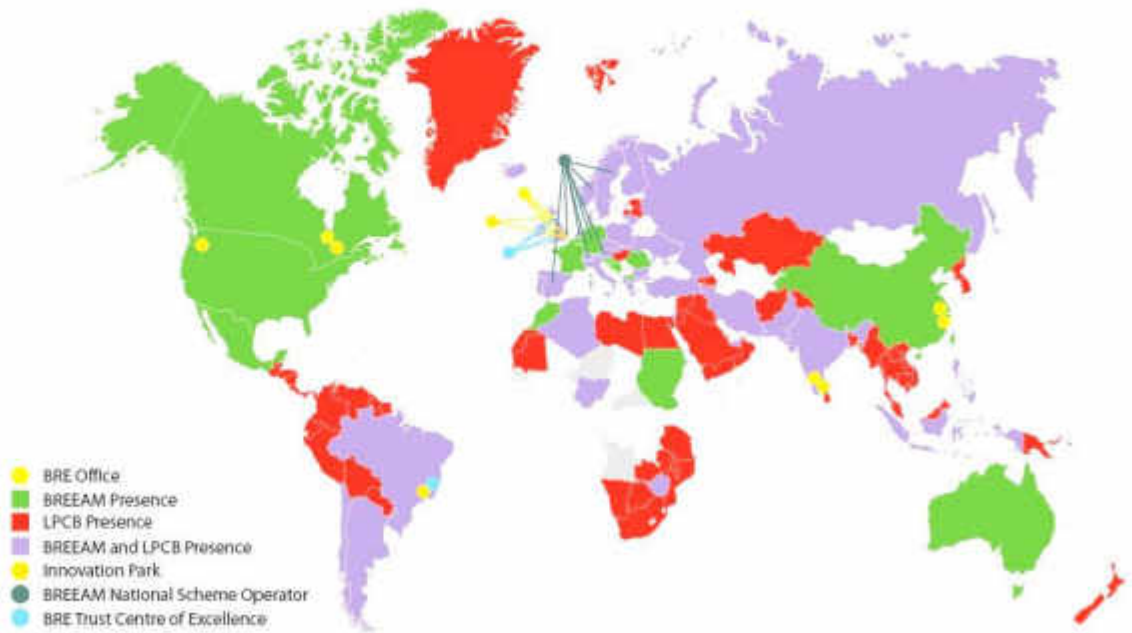 BRE Office
BREEAM Presence
LPCB Presence
BREEAM and LPCB Presence
Innovation Park
BREEAM National Scheme Operator
BRE Trust Centre of Excellence